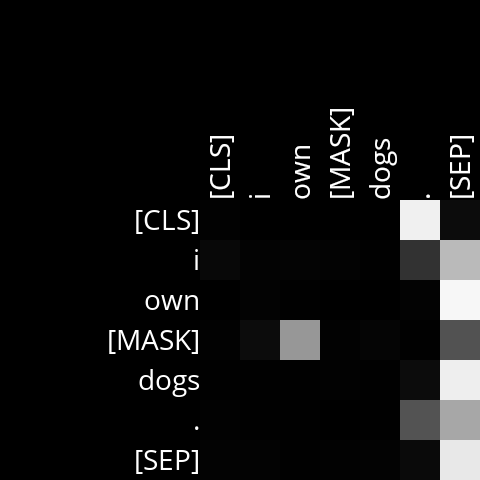 [CLS]
i
own
[MASK]
dogs
.
[SEP]
[CLS]
i
own
[MASK]
dogs
.
[SEP]